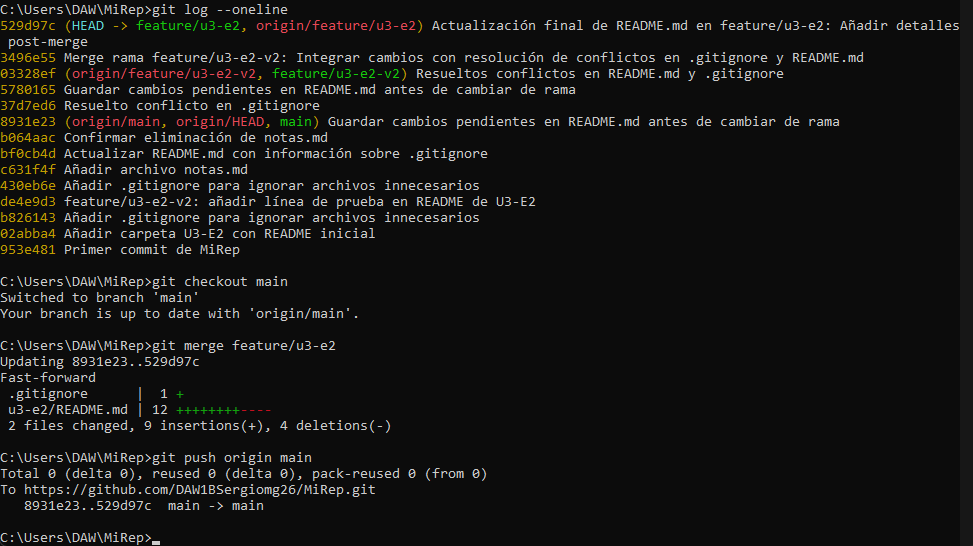 C:\Users\DAW\MiRep>git log --oneline
529d97c (HEAD -> feature/u3-e2, origin/feature/u3-e2) Actualización final de README.md en feature/u3-e2: Añadir detalles
 post-merge
3496e55 Merge rama feature/u3-e2-v2: Integrar cambios con resolución de conflictos en .gitignore y README.md
03328ef (origin/feature/u3-e2-v2, feature/u3-e2-v2) Resueltos conflictos en README.md y .gitignore
5780165 Guardar cambios pendientes en README.md antes de cambiar de rama
37d7ed6 Resuelto conflicto en .gitignore
8931e23 (origin/main, origin/HEAD, main) Guardar cambios pendientes en README.md antes de cambiar de rama
b064aac Confirmar eliminación de notas.md
bf0cb4d Actualizar README.md con información sobre .gitignore
c631f4f Añadir archivo notas.md
430eb6e Añadir .gitignore para ignorar archivos innecesarios
de4e9d3 feature/u3-e2-v2: añadir línea de prueba en README de U3-E2
b826143 Añadir .gitignore para ignorar archivos innecesarios
02abba4 Añadir carpeta U3-E2 con README inicial
953e481 Primer commit de MiRep
C:\Users\DAW\MiRep>git checkout main
Switched to branch 'main'
Your branch is up to date with 'origin/main'.
C:\Users\DAW\MiRep>git merge feature/u3-e2
Updating 8931e23..529d97c
Fast-forward
 .gitignore      |  1 +
 u3-e2/README.md | 12 ++++++++----
 2 files changed, 9 insertions(+), 4 deletions(-)
C:\Users\DAW\MiRep>git push origin main
Total 0 (delta 0), reused 0 (delta 0), pack-reused 0 (from 0)
To https://github.com/DAW1BSergiomg26/MiRep.git
   8931e23..529d97c  main -> main
C:\Users\DAW\MiRep>